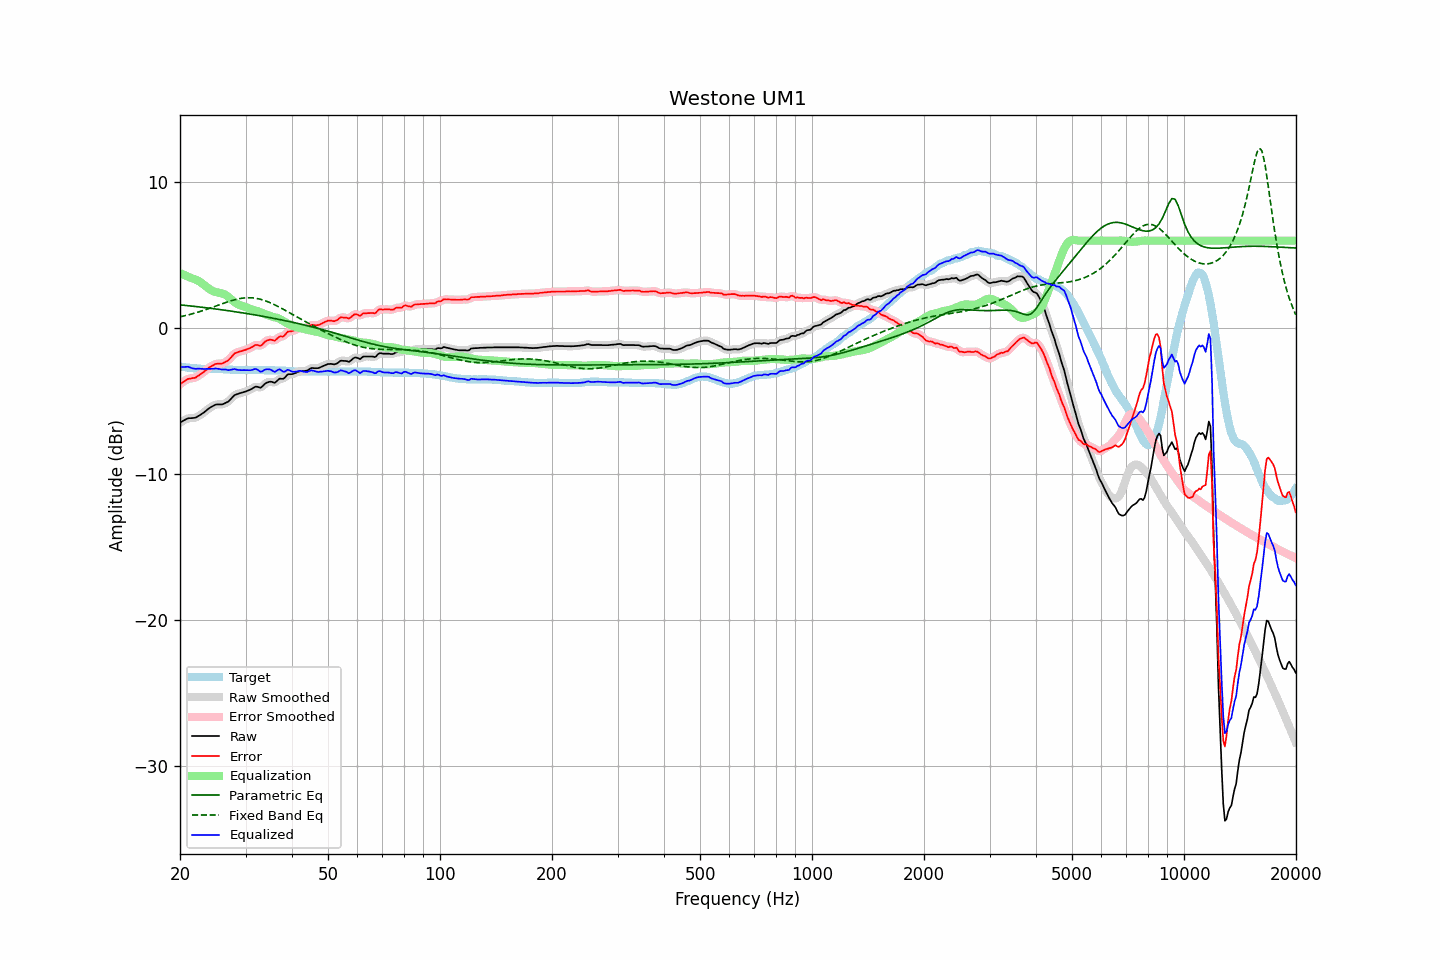 Westone UM1
Amplitude (dBr)
10
0
−10
−20
−30
Target
Raw Smoothed
Error Smoothed
Raw
Error
Equalization
Parametric Eq
Fixed Band Eq
Equalized
20 50 100 200 500 1000 2000 5000 10000 20000
Frequency (Hz)